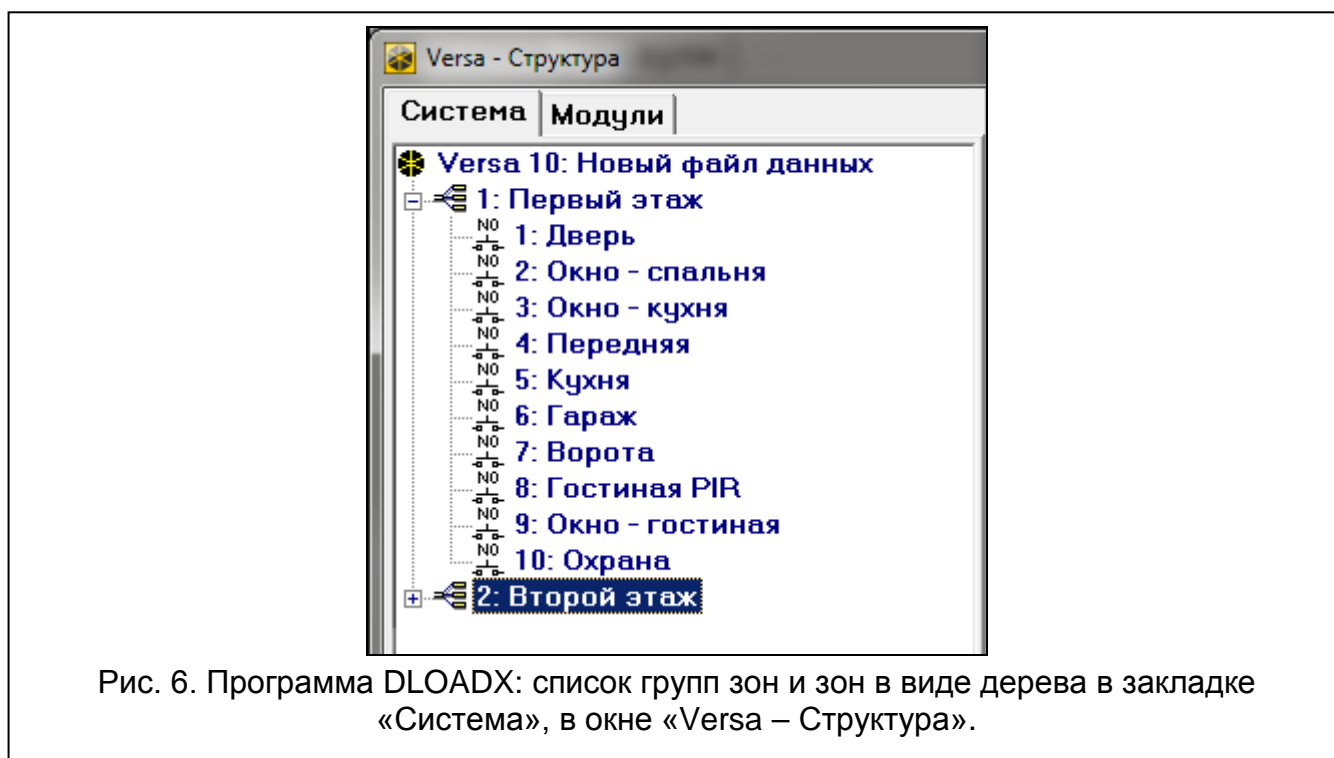 Versa - Структура
Система Модули
Versa 10: Новый файл данных
1: Первый этаж
NO 1: Дверь
NO 2: Окно - спальня
NO 3: Окно - кухня
NO 4: Передняя
NO 5: Кухня
NO 6: Гараж
NO 7: Ворота
NO 8: Гостиная PIR
NO 9: Окно - гостиная
NO 10: Охрана
2: Второй этаж
Рис. 6. Программа DLOADX: список групп зон и зон в виде дерева в закладке
«Система», в окне «Versa – Структура».